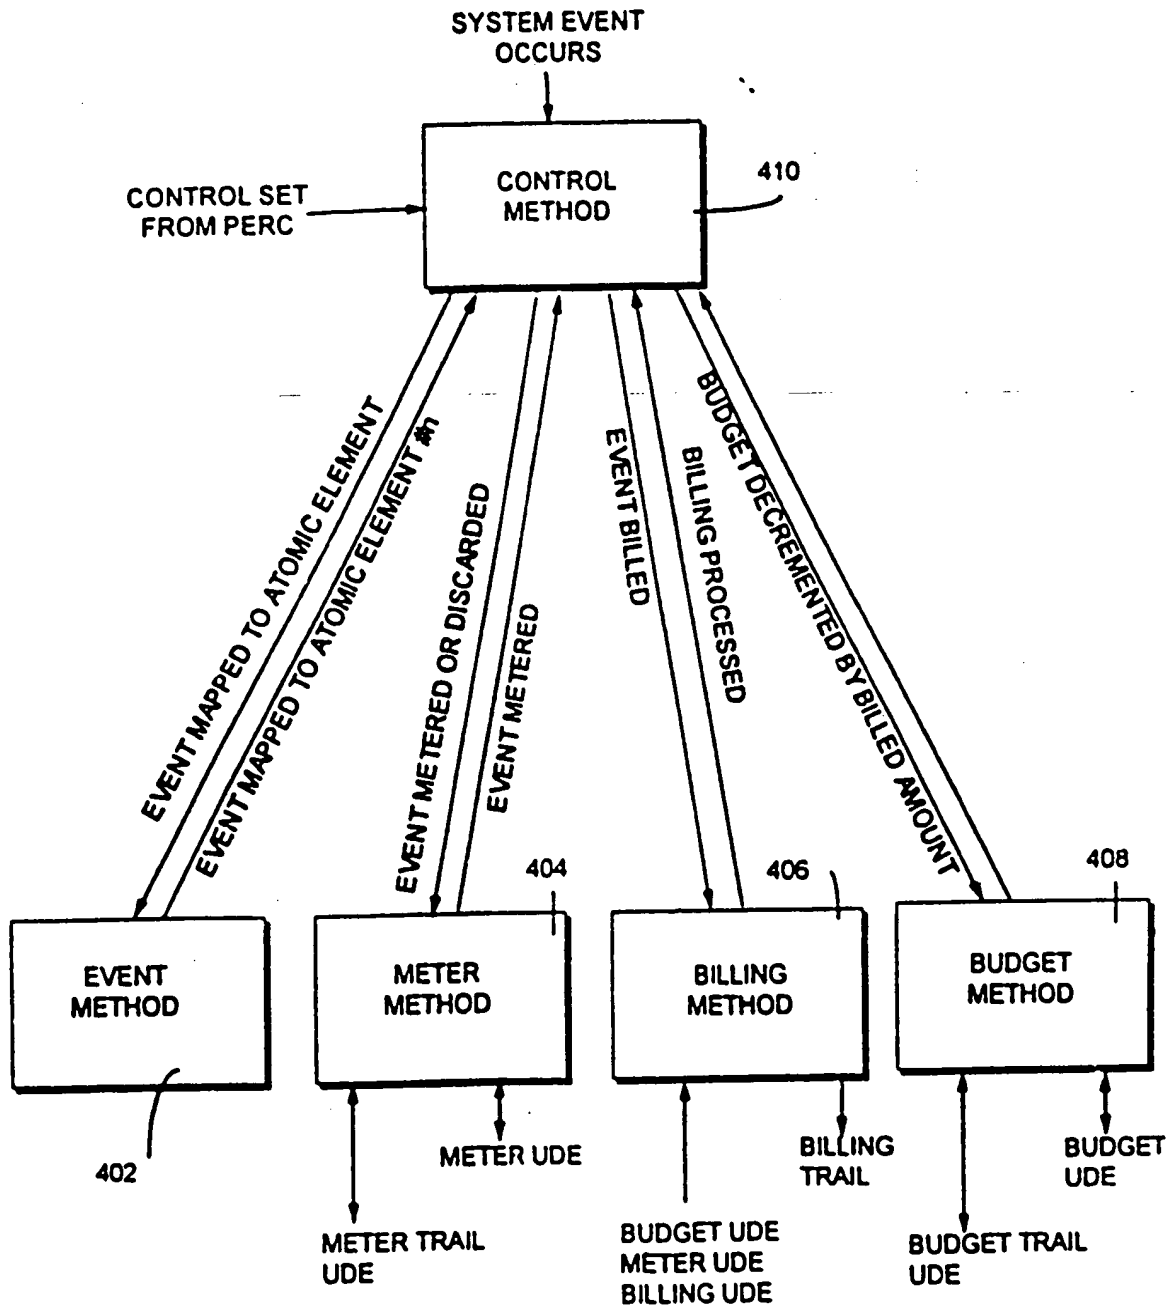 SYSTEM EVENT
OCCURS
CONTROL
METHOD
410
CONTROL SET
FROM PERC
EVENT MAPPED TO ATOMIC ELEMENT
EVENT MAPPED TO ATOMIC ELEMENT #n
EVENT METERED OR DISCARDED
EVENT METERED
EVENT BILLED
BILLING PROCESSED
BUDGET DECREMENTED BY BILLED AMOUNT
404
406
408
EVENT
METHOD
METER
METHOD
BILLING
METHOD
BUDGET
METHOD
402
METER UDE
BILLING
TRAIL
BUDGET
UDE
METER TRAIL
UDE
BUDGET UDE
METER UDE
BILLING UDE
BUDGET TRAIL
UDE